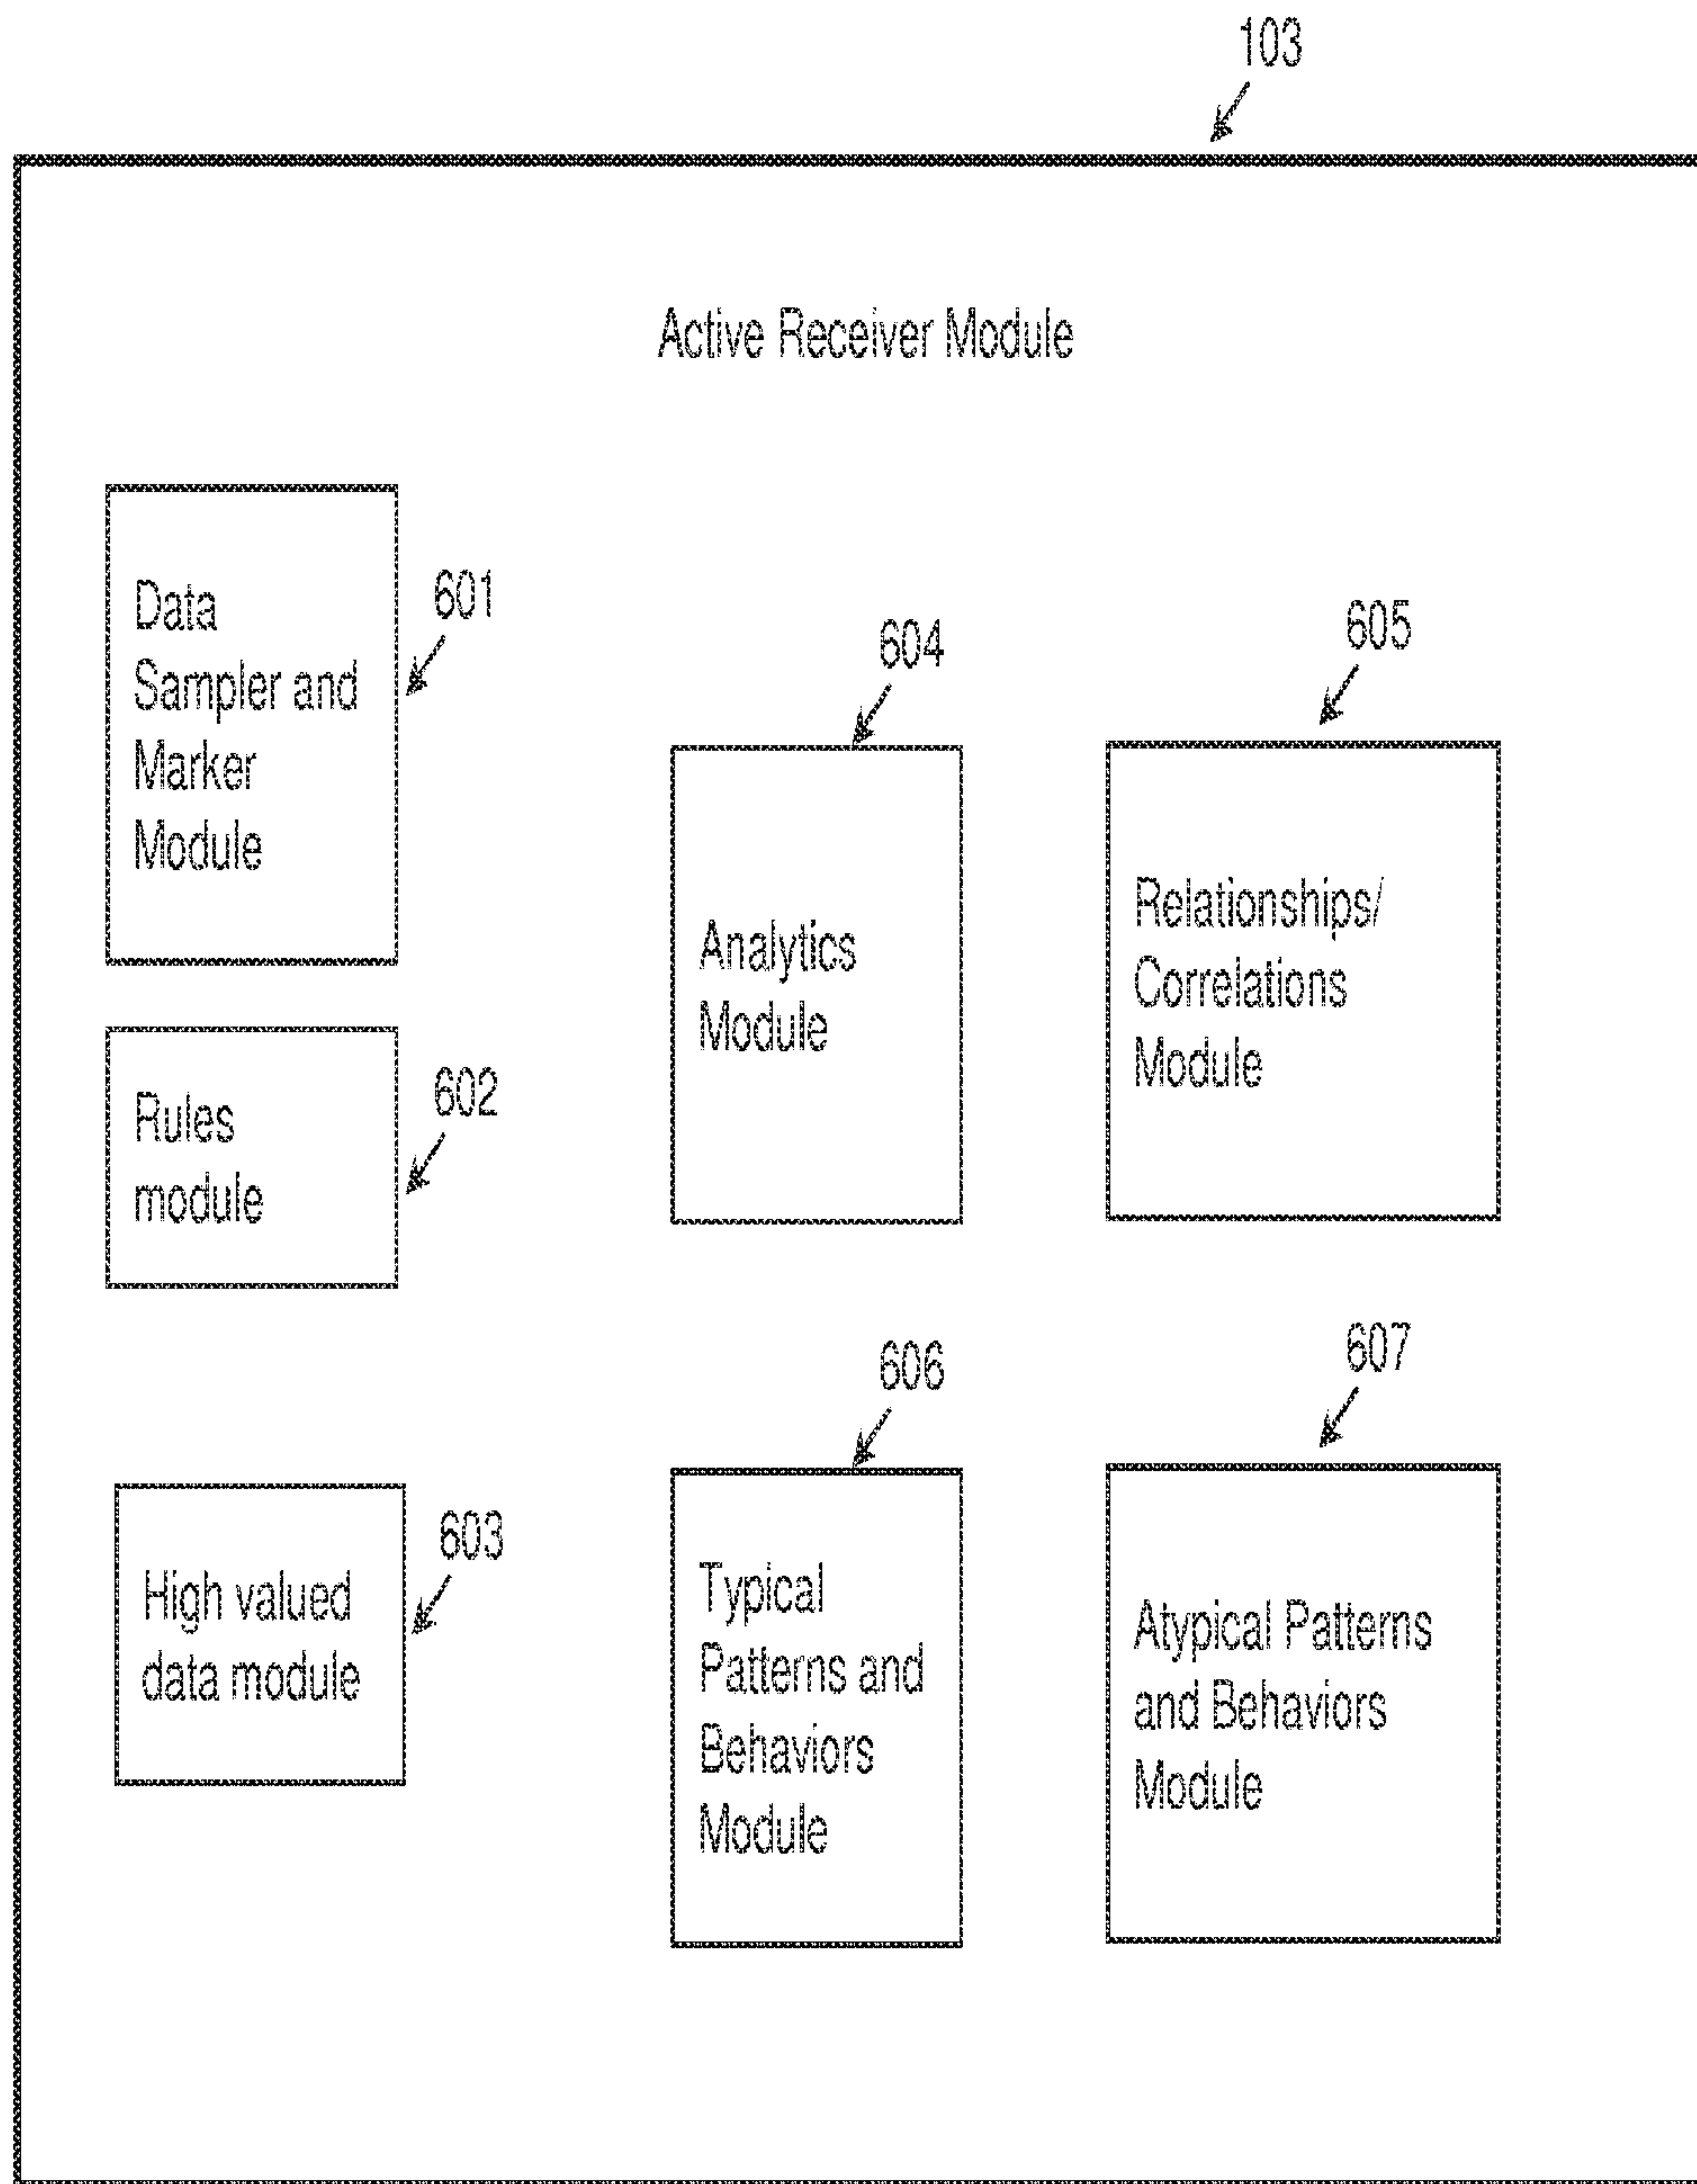 103
Active Receiver Module
Data
Sampler and
Marker
Module
601
Rules
module
602
High valued
data module
603
604
Analytics
Module
605
Relationships/
Correlations
Module
606
Typical
Patterns and
Behaviors
Module
607
Atypical Patterns
and Behaviors
Module